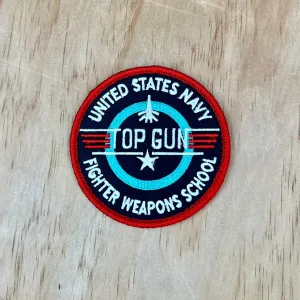 UNITED STATES NAVY
TOP GUN
FIGHTER WEAPONS SCHOOL